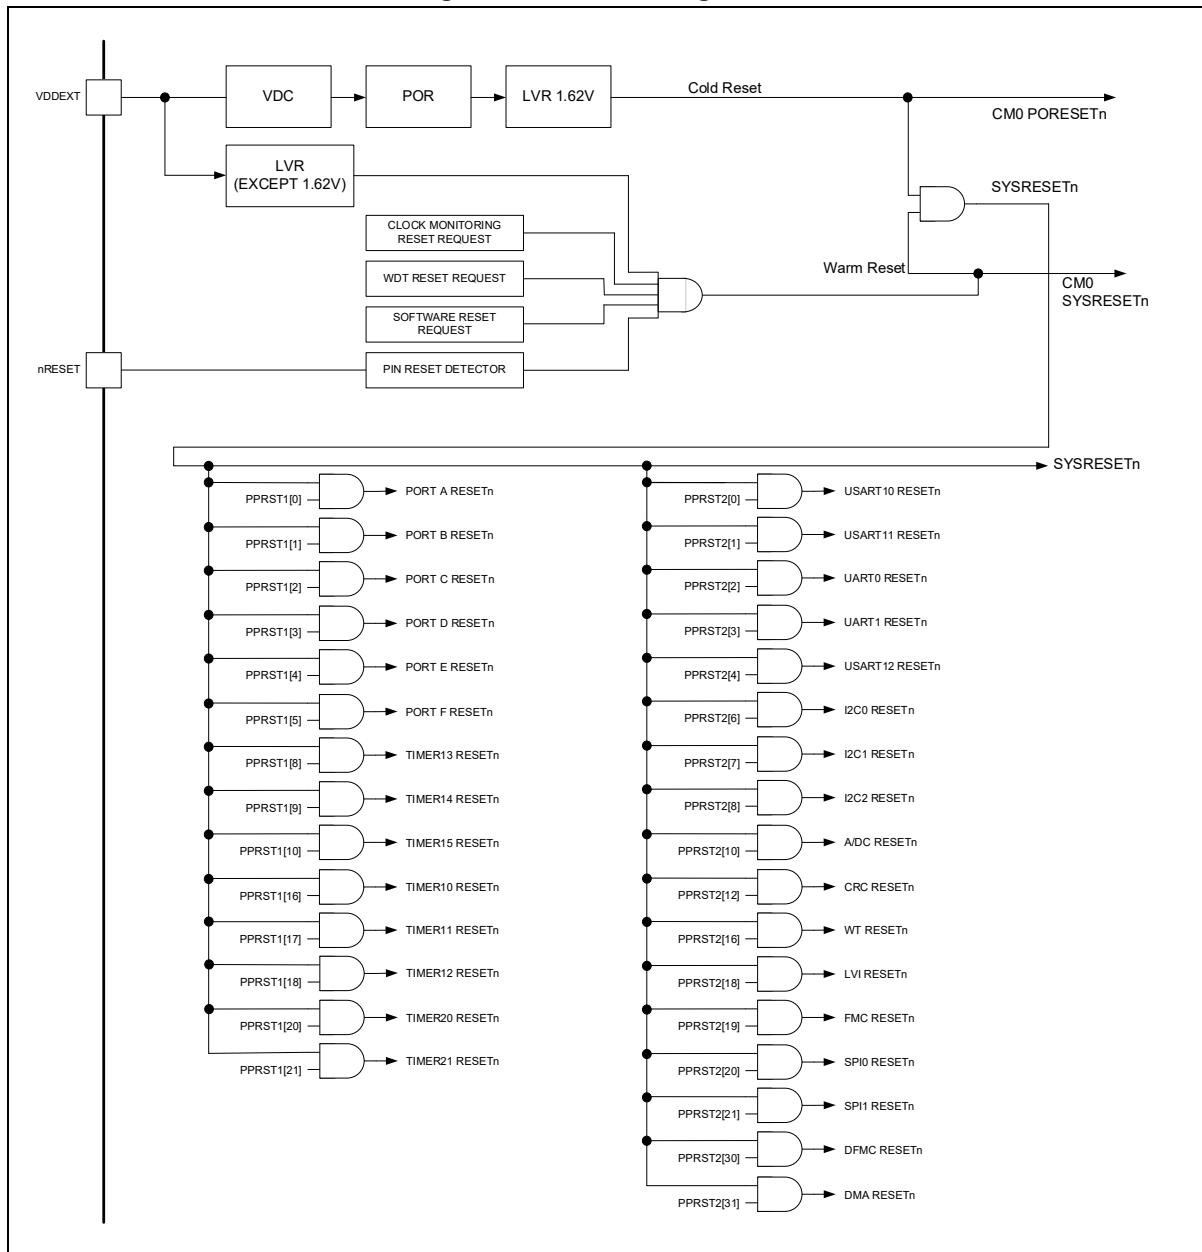 VDDEXT
VDC
POR
LVR 1.62V
Cold Reset
CM0 PORESETn
LVR
(EXCEPT 1.62V)
SYSRESETn
CLOCK MONITORING
RESET REQUEST
WDT RESET REQUEST
Warm Reset
CM0
SYSRESETn
SOFTWARE RESET
REQUEST
nRESET
PIN RESET DETECTOR
SYSRESETn
PPRST1[0]
PORT A RESETn
PPRST1[1]
PORT B RESETn
PPRST1[2]
PORT C RESETn
PPRST1[3]
PORT D RESETn
PPRST1[4]
PORT E RESETn
PPRST1[5]
PORT F RESETn
PPRST1[8]
TIMER13 RESETn
PPRST1[9]
TIMER14 RESETn
PPRST1[10]
TIMER15 RESETn
PPRST1[16]
TIMER10 RESETn
PPRST1[17]
TIMER11 RESETn
PPRST1[18]
TIMER12 RESETn
PPRST1[20]
TIMER20 RESETn
PPRST1[21]
TIMER21 RESETn
PPRST2[0]
USART10 RESETn
PPRST2[1]
USART11 RESETn
PPRST2[2]
UART0 RESETn
PPRST2[3]
UART1 RESETn
PPRST2[4]
USART12 RESETn
PPRST2[6]
I2C0 RESETn
PPRST2[7]
I2C1 RESETn
PPRST2[8]
I2C2 RESETn
PPRST2[10]
A/DC RESETn
PPRST2[12]
CRC RESETn
PPRST2[16]
WT RESETn
PPRST2[18]
LVI RESETn
PPRST2[19]
FMC RESETn
PPRST2[20]
SPI0 RESETn
PPRST2[21]
SPI1 RESETn
PPRST2[30]
DFMC RESETn
PPRST2[31]
DMA RESETn